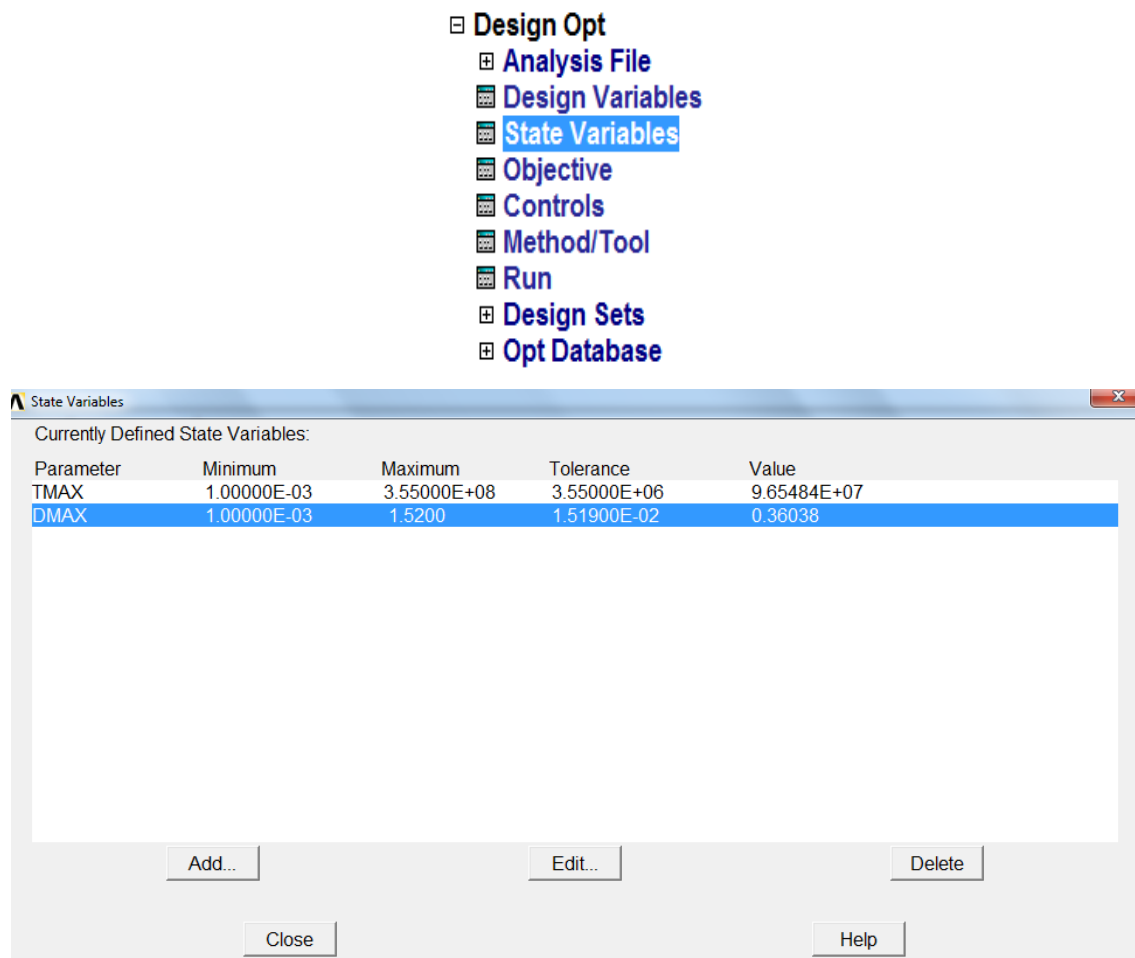 Design Opt
Analysis File
Design Variables
State Variables
Objective
Controls
Method/Tool
Run
Design Sets
Opt Database
State Variables
Currently Defined State Variables:
Parameter Minimum Maximum Tolerance Value
TMAX 1.00000E-03 3.55000E+08 3.55000E+06 9.65484E+07
DMAX 1.00000E-03 1.5200 1.51900E-02 0.36038
Add... Edit... Delete
Close Help